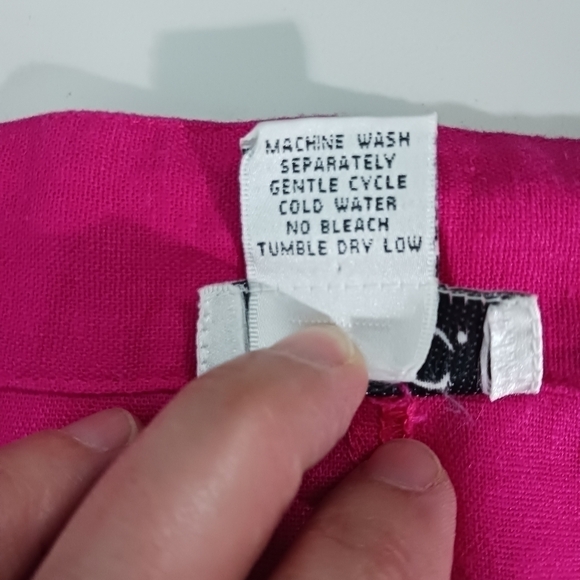 MACHINE WASH
SEPARATELY
GENTLE CYCLE
COLD WATER
NO BLEACH
TUMBLE DRY LOW